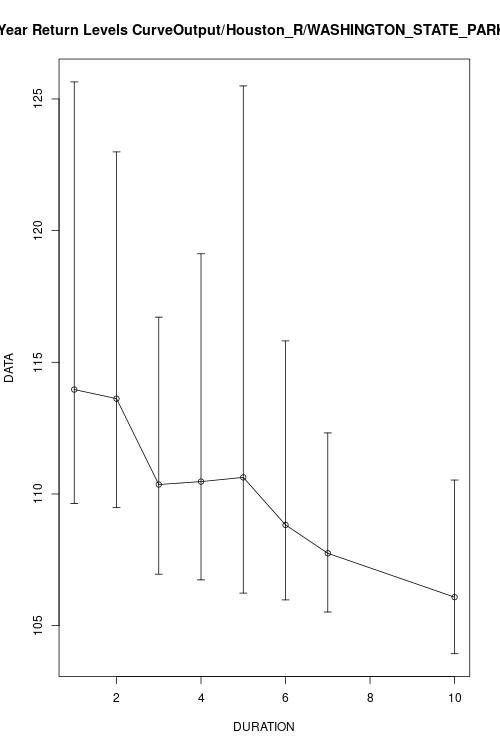 Year Return Levels CurveOutput/Houston_R/WASHINGTON_STATE_PARK
DATA
125
120
115
110
105
2 4 6 8 10
DURATION